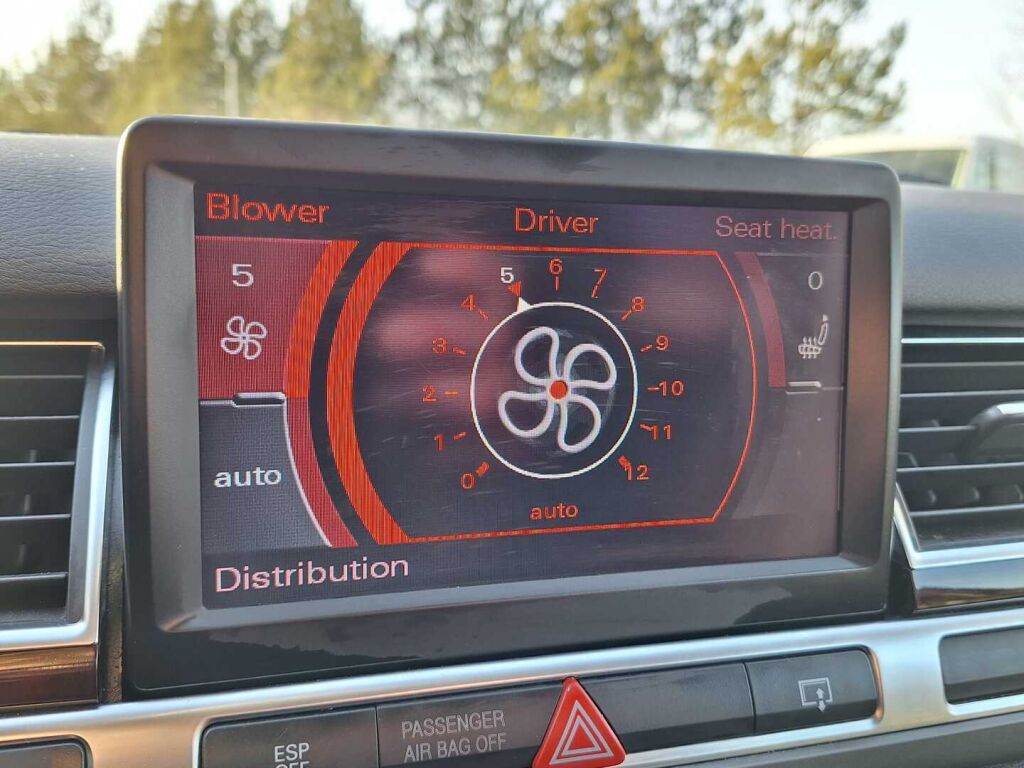 Blower
Driver
Seat heat.
5
5
6
7
0
4
8
3
9
2
10
1
11
auto
0
12
auto
Distribution
PASSENGER
AIR BAG OFF
ESP
OFF